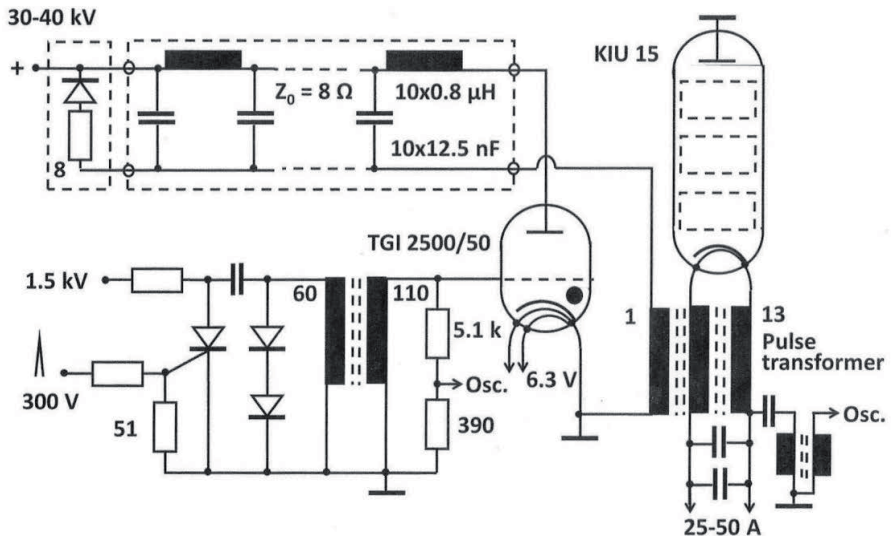 30-40 kV
KIU 15
+
Z₀ = 8 Ω
10x0.8 µH
10x12.5 nF
8
TGI 2500/50
1.5 kV
60
110
1
13
Pulse
transformer
5.1 k
Osc.
6.3 V
300 V
51
390
Osc.
25-50 A